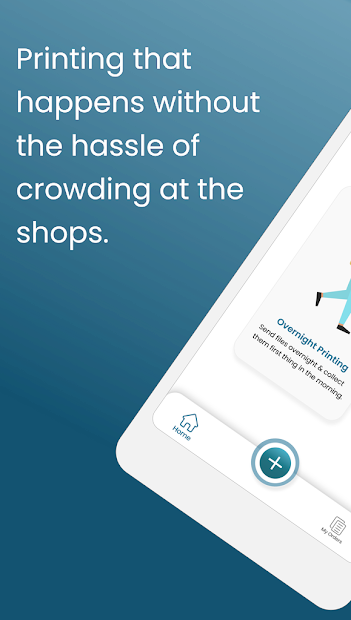 Printing that
happens without
the hassle of
crowding at the
shops.
Overnight Printing
Send files overnight & collect
them first thing in the morning.
Home
My Orders